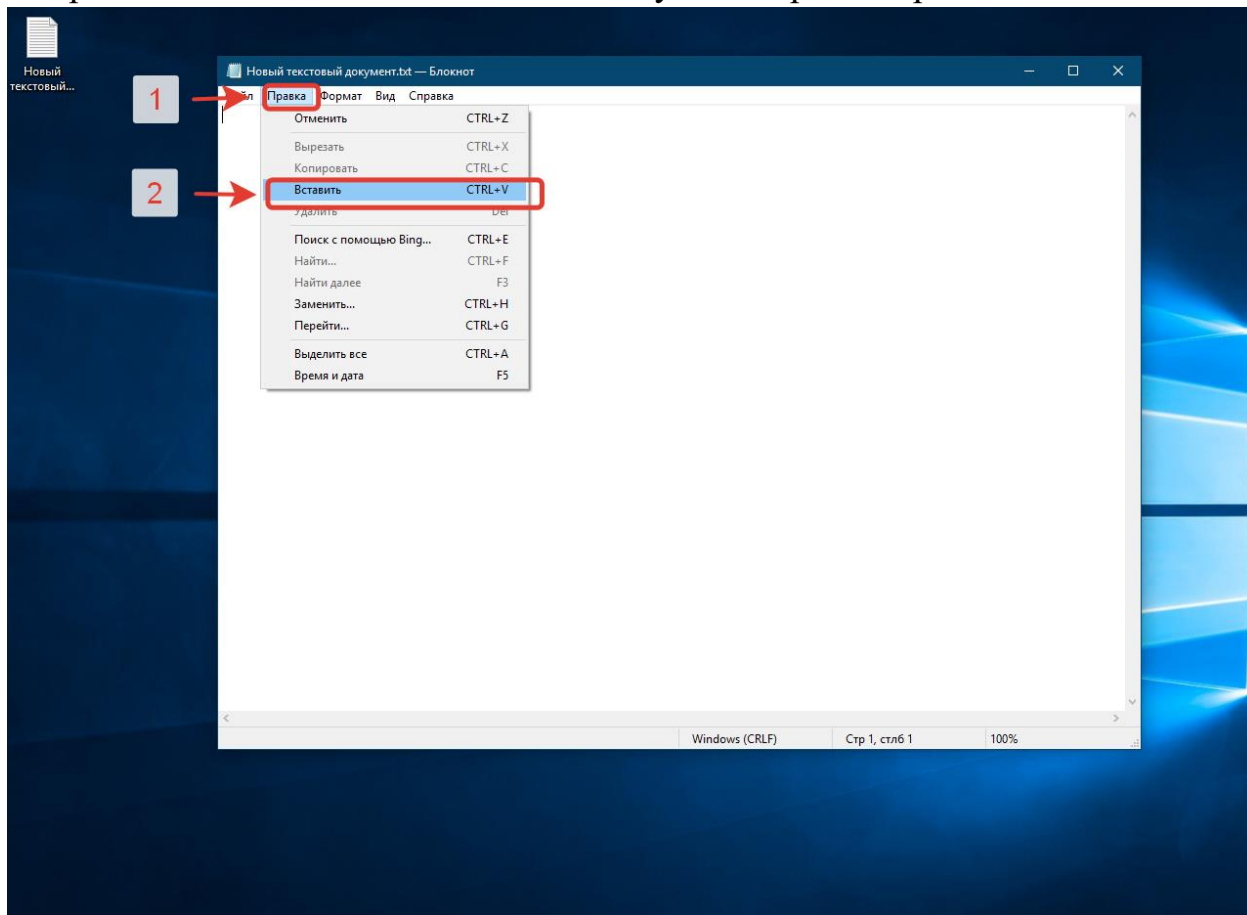 Новый
текстовый...
Новый текстовый документ.txt — Блокнот
1
Правка Формат Вид Справка
Отменить CTRL+Z
Вырезать CTRL+X
Копировать CTRL+C
2
Вставить CTRL+V
Удалить Del
Поиск с помощью Bing... CTRL+E
Найти... CTRL+F
Найти далее F3
Заменить... CTRL+H
Перейти... CTRL+G
Выделить все CTRL+A
Время и дата F5
Windows (CRLF) Стр 1, стлб 1 100%